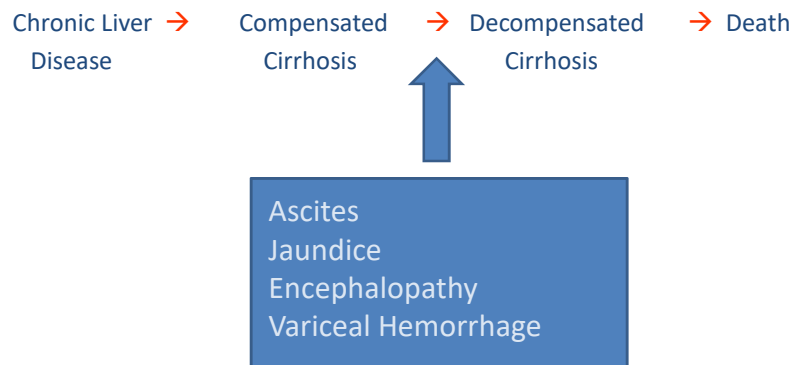 Chronic Liver → Compensated → Decompensated → Death
Disease Cirrhosis Cirrhosis
Ascites
Jaundice
Encephalopathy
Variceal Hemorrhage